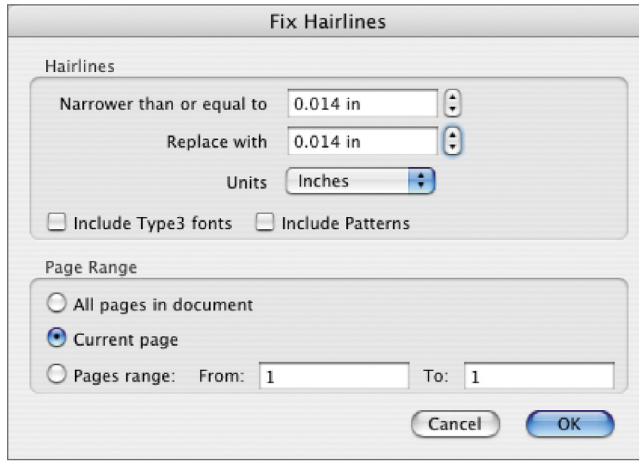 Fix Hairlines
Hairlines
Narrower than or equal to 0.014 in
Replace with 0.014 in
Units Inches
Include Type3 fonts Include Patterns
Page Range
All pages in document
Current page
Pages range: From: 1 To: 1
Cancel OK